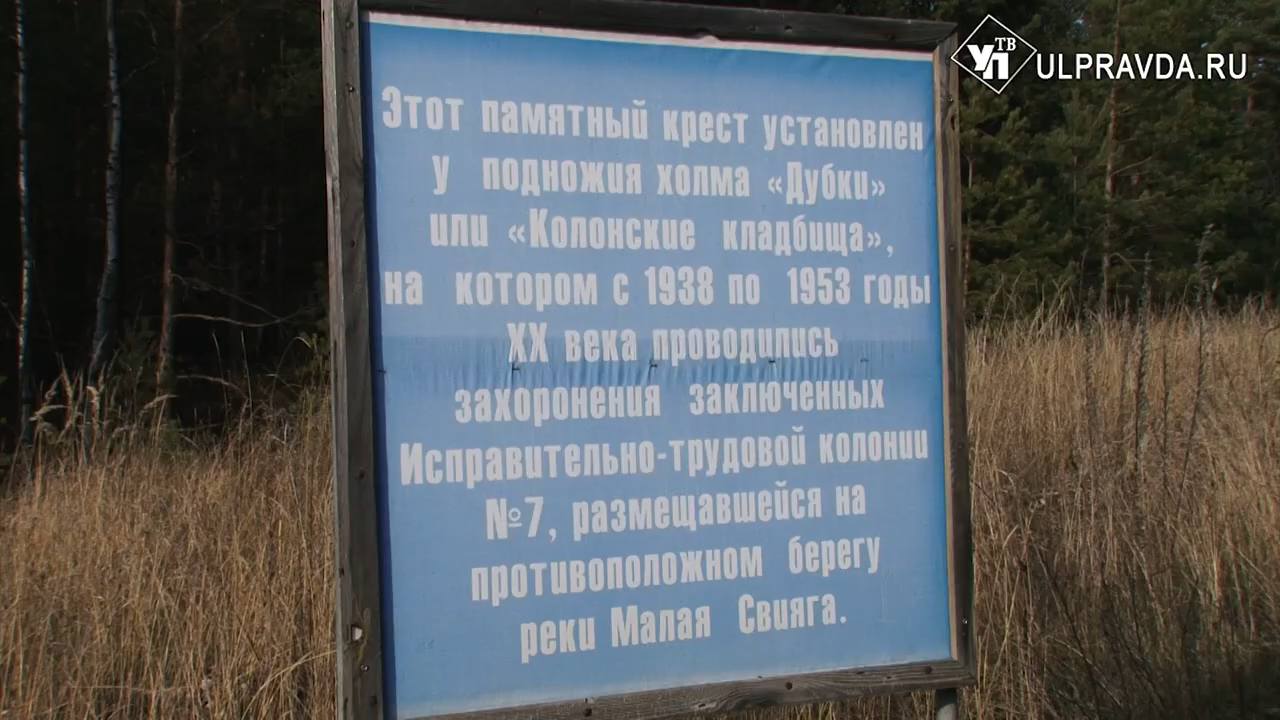 УП ТВ ULPRAVDA.RU
Этот памятный крест установлен
у подножия холма «Дубки»
или «Колонские кладбища»,
на котором с 1938 по 1953 годы
XX века проводились
захоронения заключенных
Исправительно-трудовой колонии
№7, размещавшейся на
противоположном берегу
реки Малая Свияга.